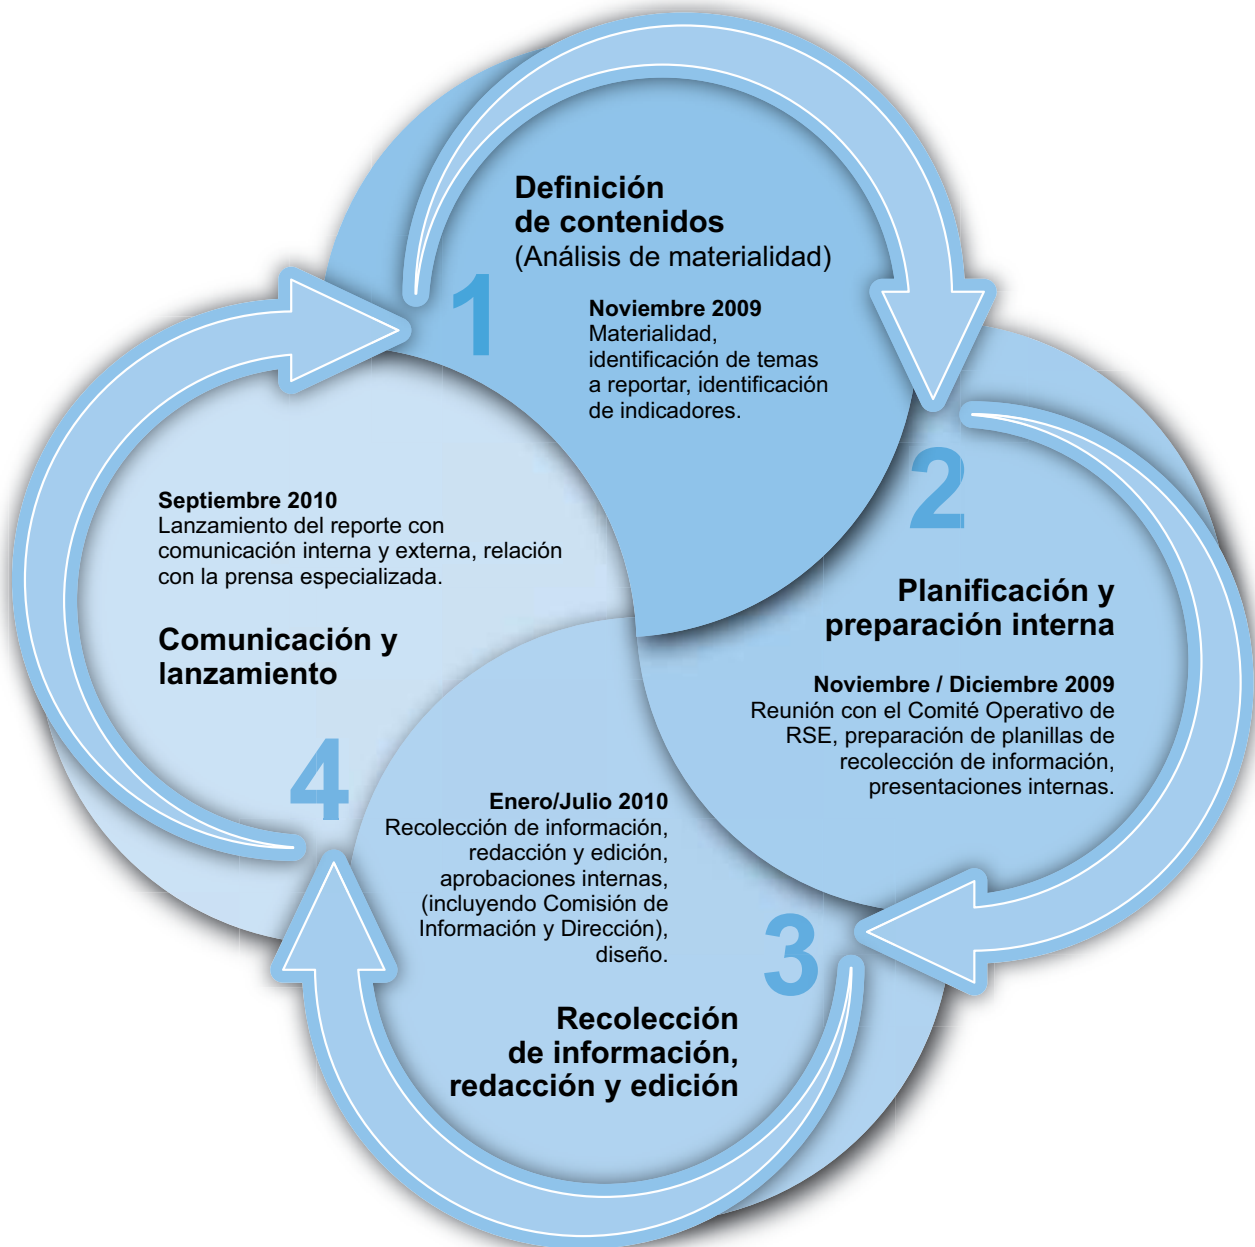 1
Definición
de contenidos
(Análisis de materialidad)
Noviembre 2009
Materialidad,
identificación de temas
a reportar, identificación
de indicadores.
2
Planificación y
preparación interna
Noviembre / Diciembre 2009
Reunión con el Comité Operativo de
RSE, preparación de planillas de
recolección de información,
presentaciones internas.
3
Enero/Julio 2010
Recolección de información,
redacción y edición,
aprobaciones internas,
(incluyendo Comisión de
Información y Dirección),
diseño.
Recolección
de información,
redacción y edición
4
Septiembre 2010
Lanzamiento del reporte con
comunicación interna y externa, relación
con la prensa especializada.
Comunicación y
lanzamiento